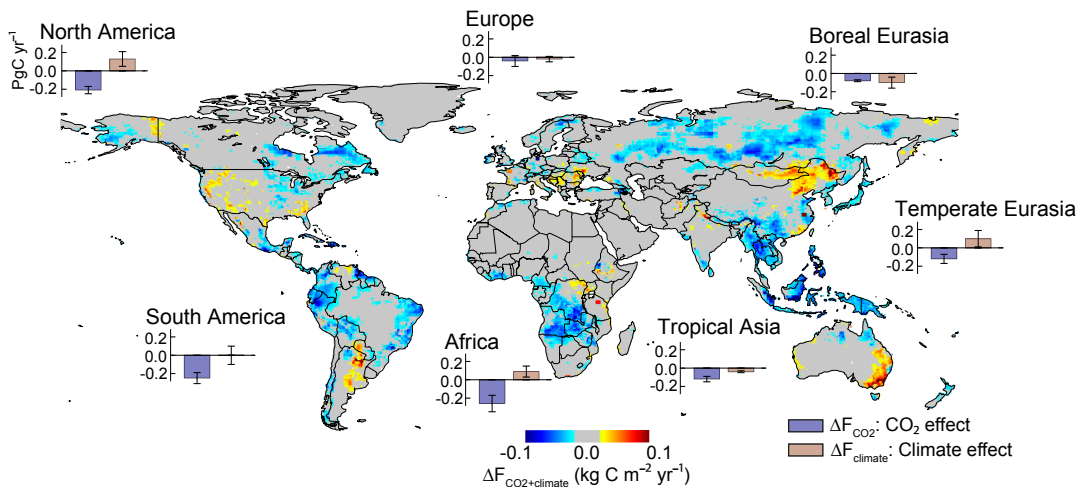 North America
PgC yr⁻¹
0.2
0.0
-0.2
Europe
0.2
0.0
-0.2
Boreal Eurasia
0.2
0.0
-0.2
Temperate Eurasia
0.2
0.0
-0.2
South America
0.2
0.0
-0.2
Africa
0.2
0.0
-0.2
Tropical Asia
0.2
0.0
-0.2
-0.1 0.1
ΔF_CO2+climate (kg C m⁻² yr⁻¹)
ΔF_CO2: CO₂ effect
ΔF_climate: Climate effect